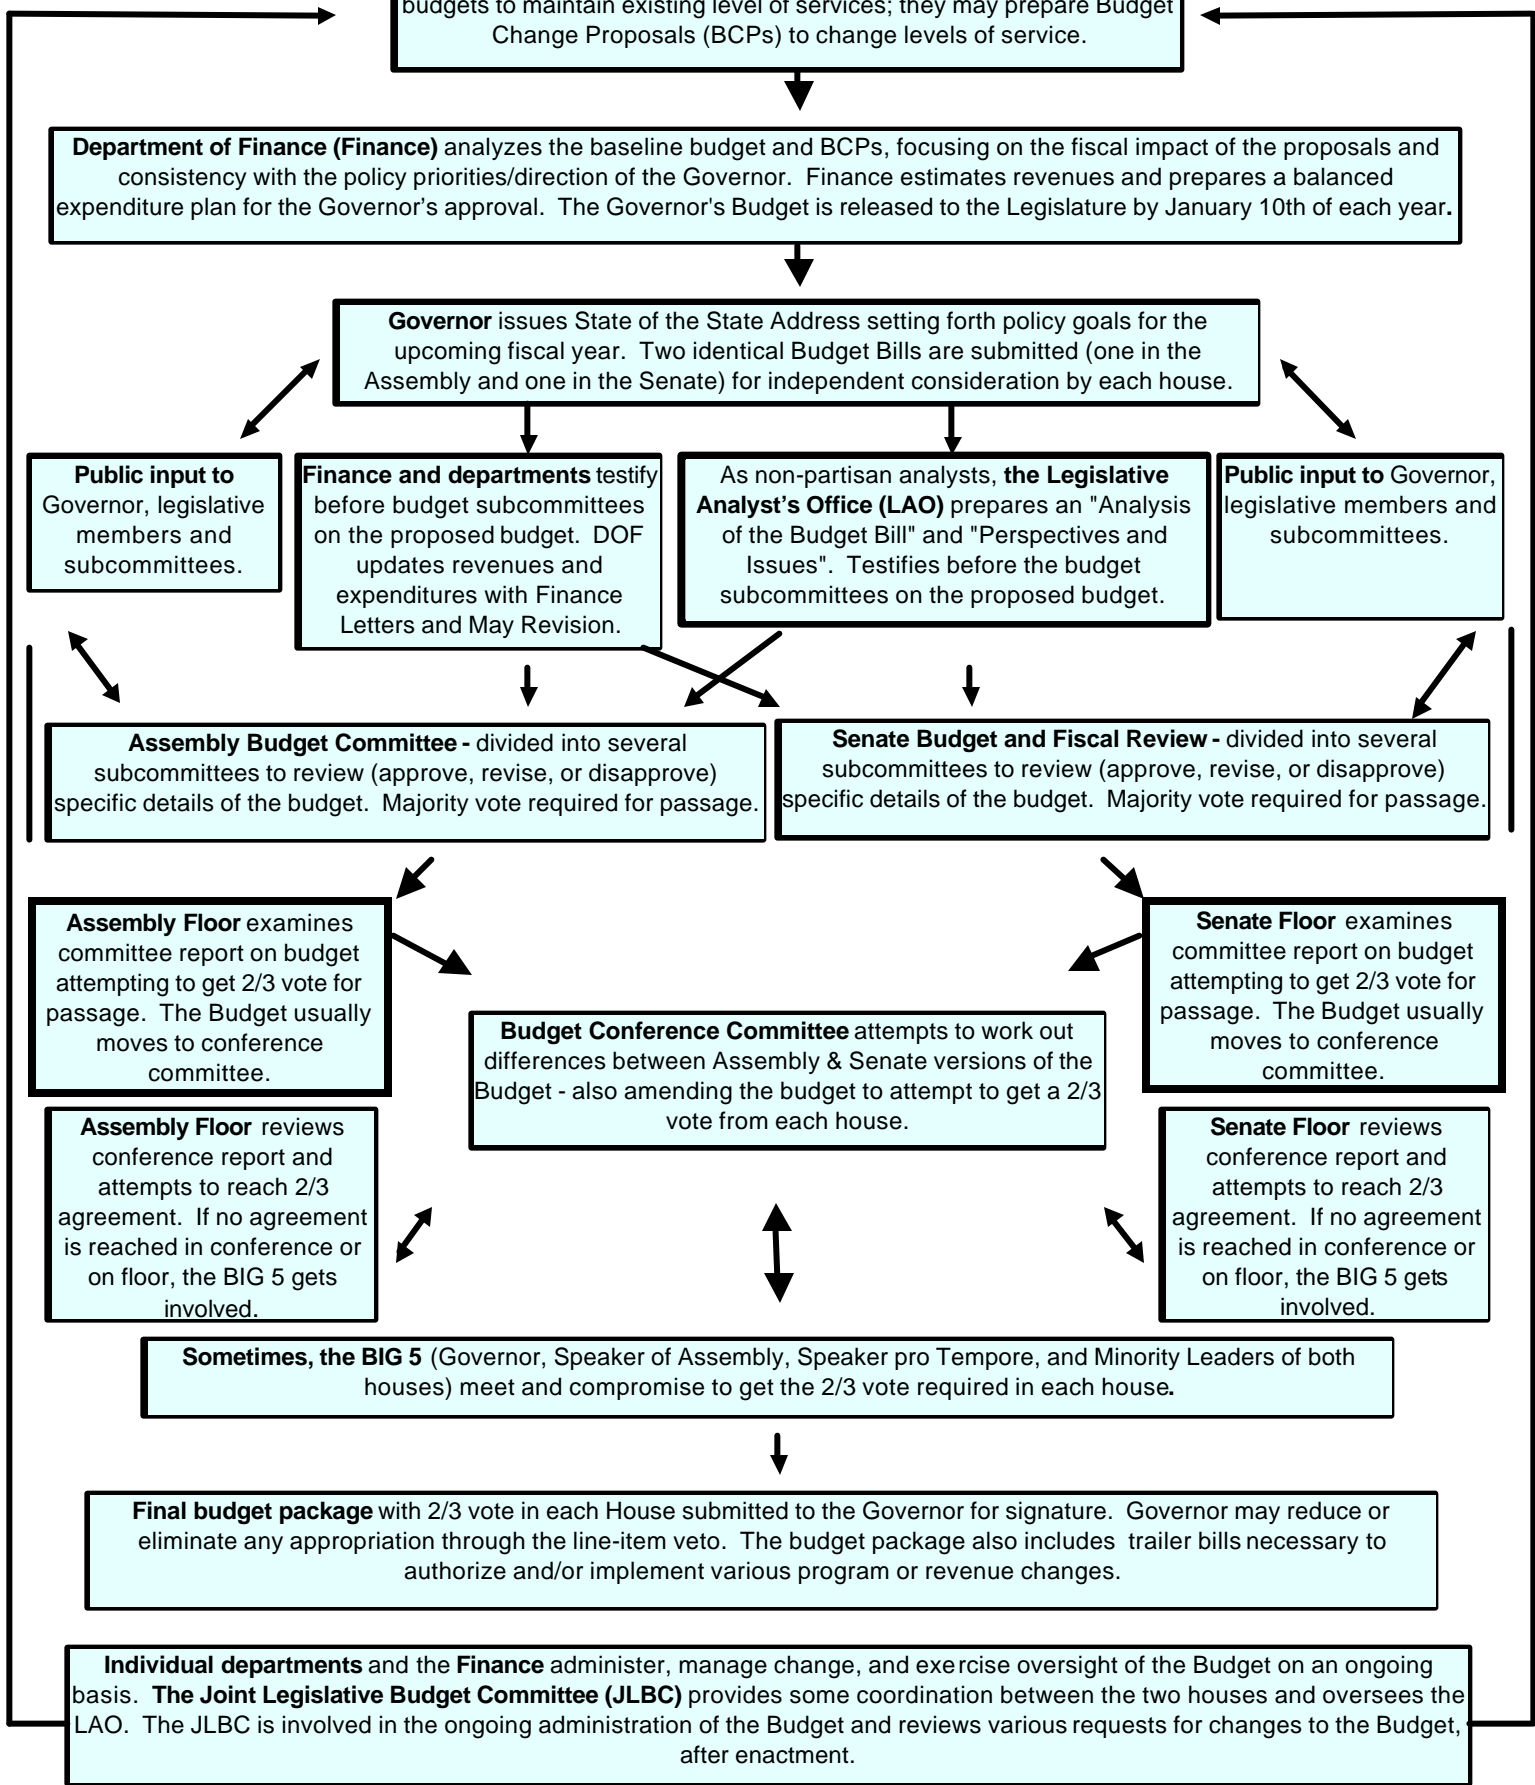 budgets to maintain existing level of services; they may prepare Budget
Change Proposals (BCPs) to change levels of service.
Department of Finance (Finance) analyzes the baseline budget and BCPs, focusing on the fiscal impact of the proposals and
consistency with the policy priorities/direction of the Governor. Finance estimates revenues and prepares a balanced
expenditure plan for the Governor's approval. The Governor's Budget is released to the Legislature by January 10th of each year.
Governor issues State of the State Address setting forth policy goals for the
upcoming fiscal year. Two identical Budget Bills are submitted (one in the
Assembly and one in the Senate) for independent consideration by each house.
Public input to
Governor, legislative
members and
subcommittees.
Finance and departments testify
before budget subcommittees
on the proposed budget. DOF
updates revenues and
expenditures with Finance
Letters and May Revision.
As non-partisan analysts, the Legislative
Analyst's Office (LAO) prepares an "Analysis
of the Budget Bill" and "Perspectives and
Issues". Testifies before the budget
subcommittees on the proposed budget.
Public input to Governor,
legislative members and
subcommittees.
Assembly Budget Committee - divided into several
subcommittees to review (approve, revise, or disapprove)
specific details of the budget. Majority vote required for passage.
Senate Budget and Fiscal Review - divided into several
subcommittees to review (approve, revise, or disapprove)
specific details of the budget. Majority vote required for passage.
Assembly Floor examines
committee report on budget
attempting to get 2/3 vote for
passage. The Budget usually
moves to conference
committee.
Senate Floor examines
committee report on budget
attempting to get 2/3 vote for
passage. The Budget usually
moves to conference
committee.
Budget Conference Committee attempts to work out
differences between Assembly & Senate versions of the
Budget - also amending the budget to attempt to get a 2/3
vote from each house.
Assembly Floor reviews
conference report and
attempts to reach 2/3
agreement. If no agreement
is reached in conference or
on floor, the BIG 5 gets
involved.
Senate Floor reviews
conference report and
attempts to reach 2/3
agreement. If no agreement
is reached in conference or
on floor, the BIG 5 gets
involved.
Sometimes, the BIG 5 (Governor, Speaker of Assembly, Speaker pro Tempore, and Minority Leaders of both
houses) meet and compromise to get the 2/3 vote required in each house.
Final budget package with 2/3 vote in each House submitted to the Governor for signature. Governor may reduce or
eliminate any appropriation through the line-item veto. The budget package also includes trailer bills necessary to
authorize and/or implement various program or revenue changes.
Individual departments and the Finance administer, manage change, and exercise oversight of the Budget on an ongoing
basis. The Joint Legislative Budget Committee (JLBC) provides some coordination between the two houses and oversees the
LAO. The JLBC is involved in the ongoing administration of the Budget and reviews various requests for changes to the Budget,
after enactment.